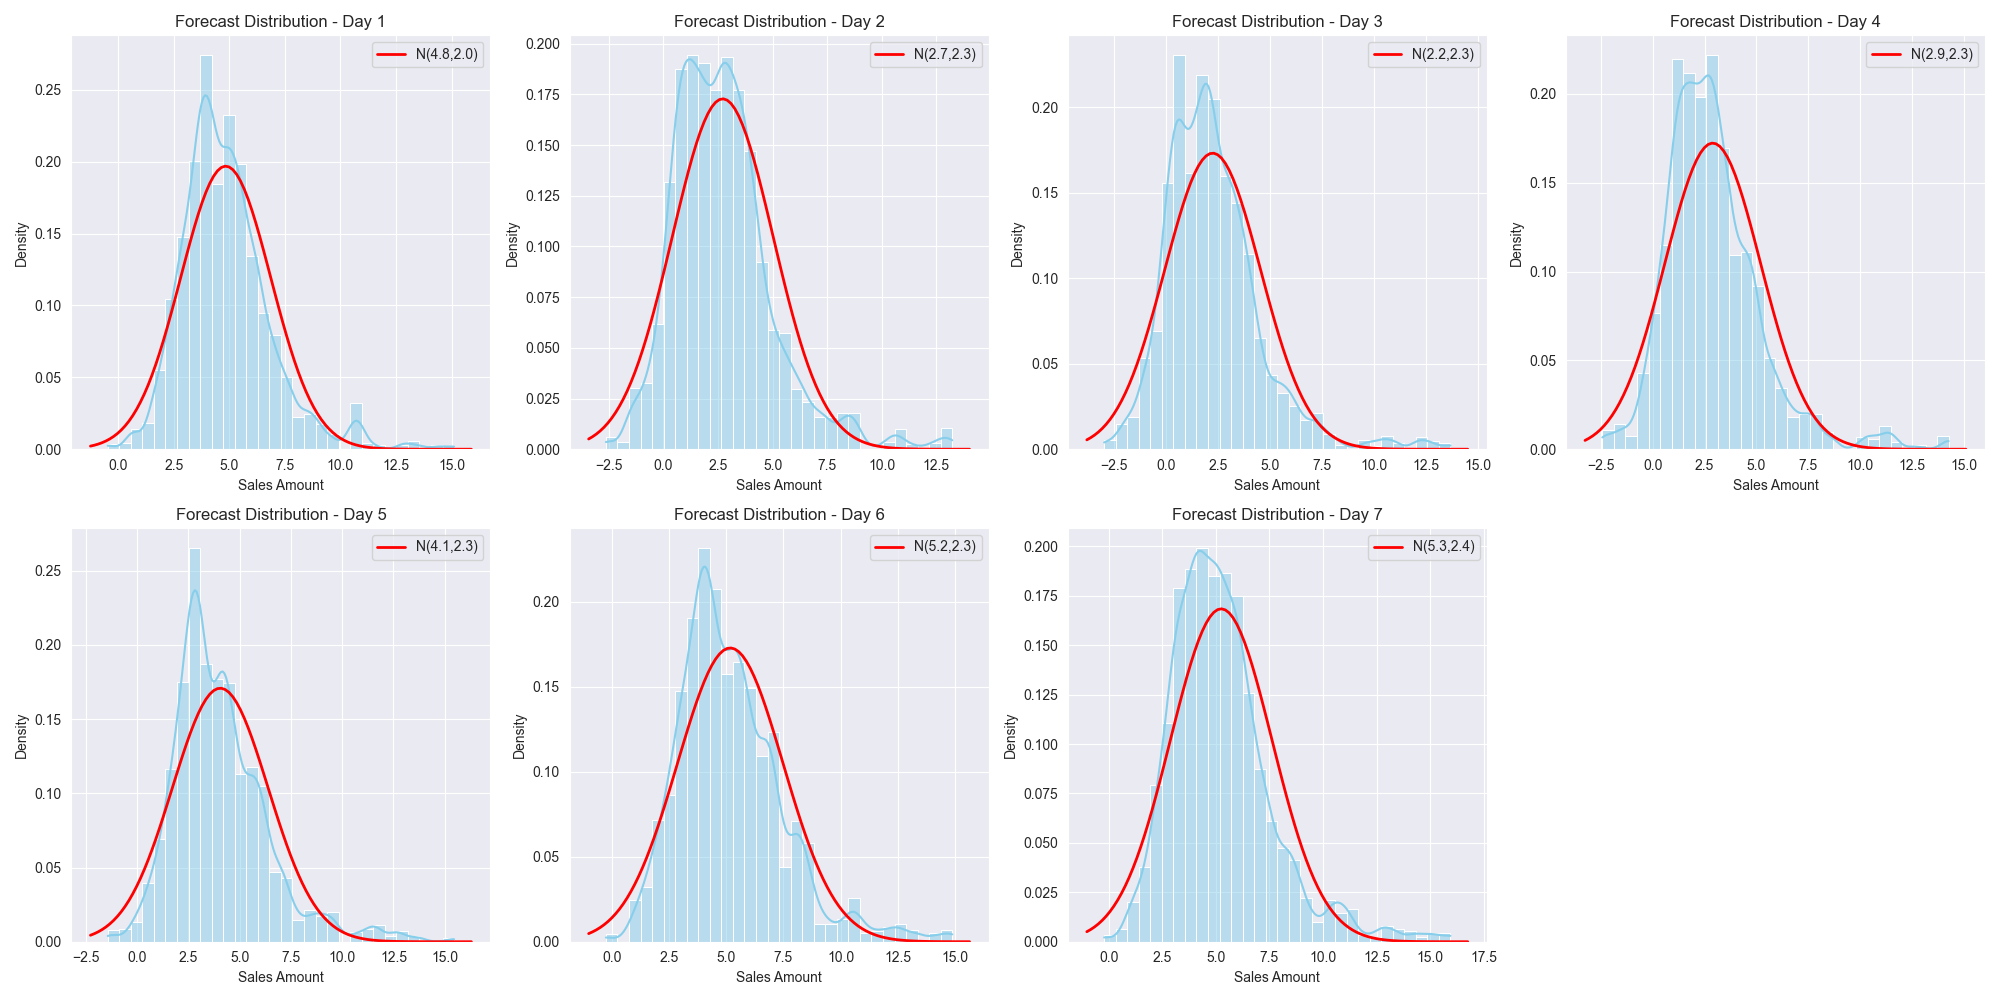 Forecast Distribution - Day 1
N(4.8,2.0)
0.25
0.20
0.15
0.10
0.05
0.00
Density
0.0 2.5 5.0 7.5 10.0 12.5 15.0
Sales Amount
Forecast Distribution - Day 2
N(2.7,2.3)
0.200
0.175
0.150
0.125
0.100
0.075
0.050
0.025
0.000
Density
−2.5 0.0 2.5 5.0 7.5 10.0 12.5
Sales Amount
Forecast Distribution - Day 3
N(2.2,2.3)
0.20
0.15
0.10
0.05
0.00
Density
−2.5 0.0 2.5 5.0 7.5 10.0 12.5 15.0
Sales Amount
Forecast Distribution - Day 4
N(2.9,2.3)
0.20
0.15
0.10
0.05
0.00
Density
−2.5 0.0 2.5 5.0 7.5 10.0 12.5 15.0
Sales Amount
Forecast Distribution - Day 5
N(4.1,2.3)
0.25
0.20
0.15
0.10
0.05
0.00
Density
−2.5 0.0 2.5 5.0 7.5 10.0 12.5 15.0
Sales Amount
Forecast Distribution - Day 6
N(5.2,2.3)
0.20
0.15
0.10
0.05
0.00
Density
0.0 2.5 5.0 7.5 10.0 12.5 15.0
Sales Amount
Forecast Distribution - Day 7
N(5.3,2.4)
0.200
0.175
0.150
0.125
0.100
0.075
0.050
0.025
0.000
Density
0.0 2.5 5.0 7.5 10.0 12.5 15.0 17.5
Sales Amount